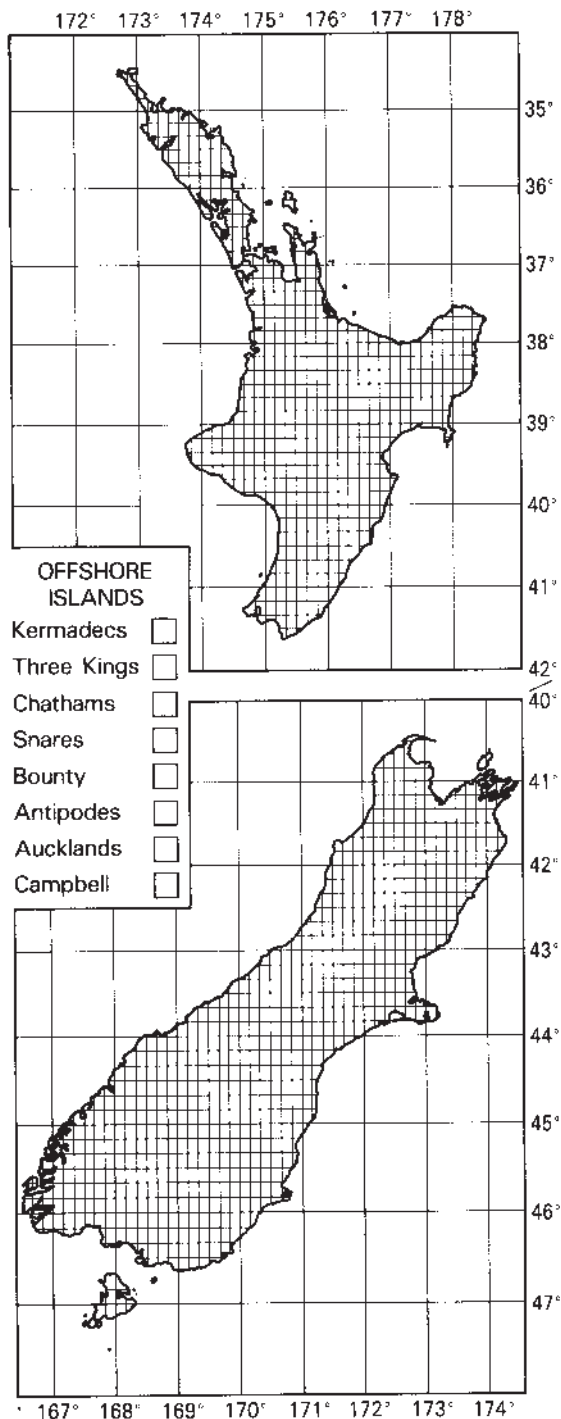 172° 173° 174° 175° 176° 177° 178°
35°
36°
37°
38°
39°
40°
41°
42°
OFFSHORE
ISLANDS
Kermadecs
Three Kings
Chathams
Snares
Bounty
Antipodes
Aucklands
Campbell
40°
41°
42°
43°
44°
45°
46°
47°
167° 168° 169° 170° 171° 172° 173° 174°